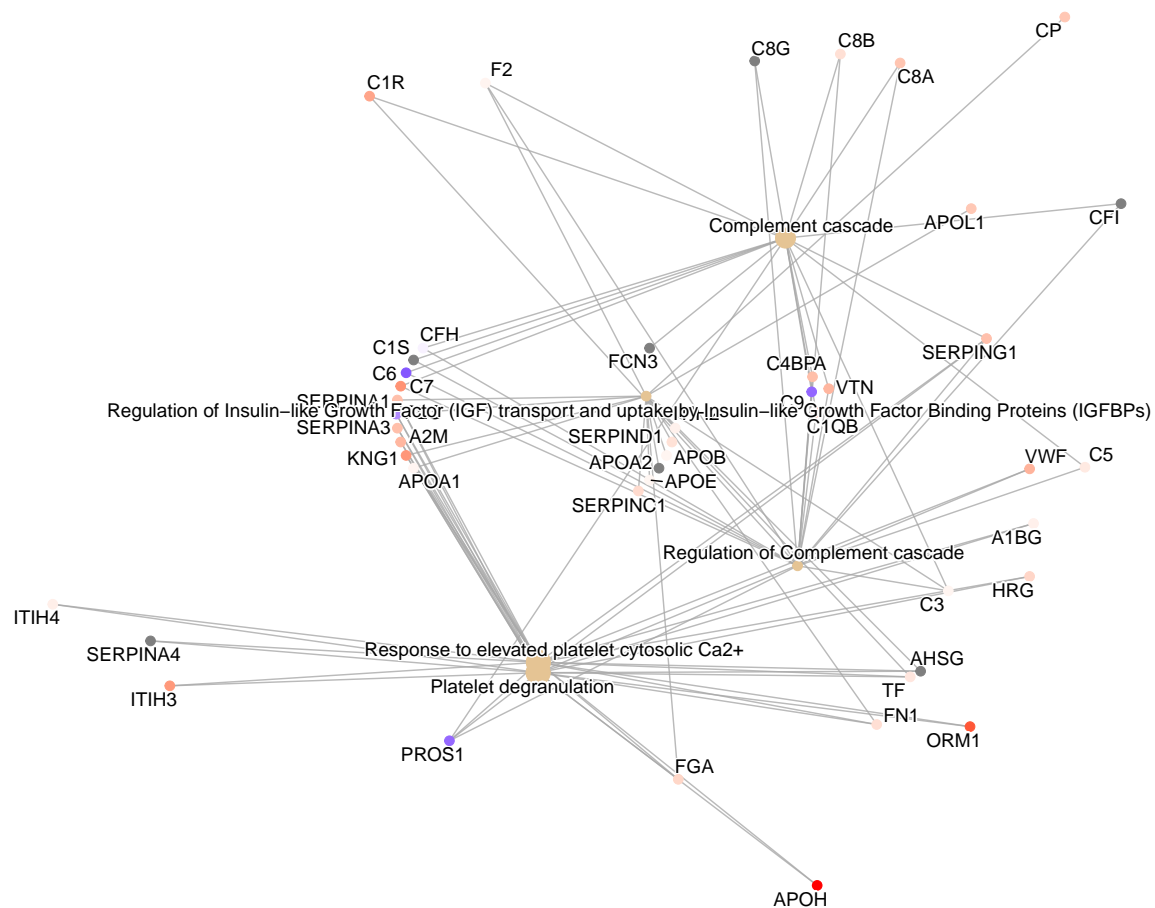 CP
C8B
C8G
F2
C8A
C1R
CFI
APOL1
Complement cascade
CFH
C1S
SERPING1
FCN3
C4BPA
C6
C7
VTN
SERPINA1
C9
Regulation of Insulin−like Growth Factor (IGF) transport and uptake by Insulin−like Growth Factor Binding Proteins (IGFBPs)
C1QB
SERPINA3
A2M
SERPIND1
KNG1
APOB
APOA2
VWF
C5
APOA1
APOE
SERPINC1
A1BG
Regulation of Complement cascade
HRG
C3
ITIH4
Response to elevated platelet cytosolic Ca2+
SERPINA4
AHSG
Platelet degranulation
TF
ITIH3
FN1
ORM1
PROS1
FGA
APOH